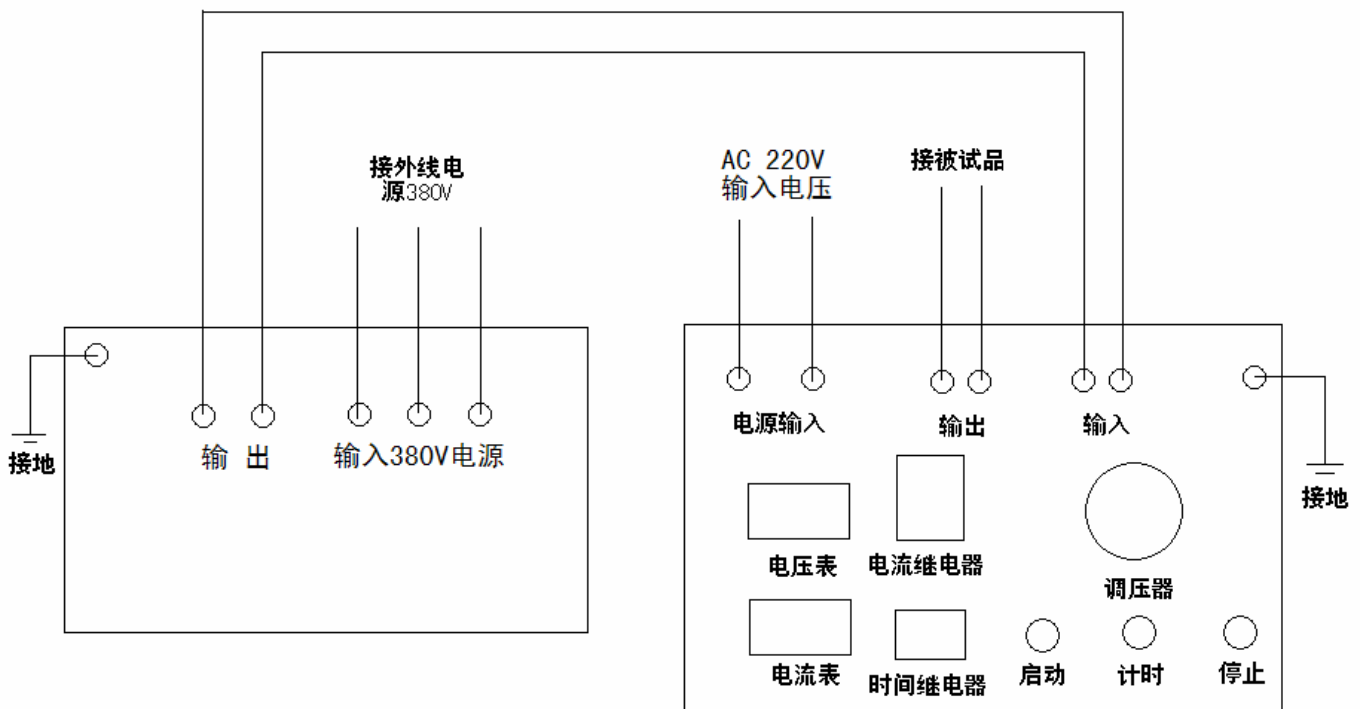 接外线电
源380V
AC 220V
输入电压
接被试品
输 出
输入380V电源
接地
电源输入
输出
输入
接地
电压表
电流继电器
调压器
电流表
时间继电器
启动
计时
停止